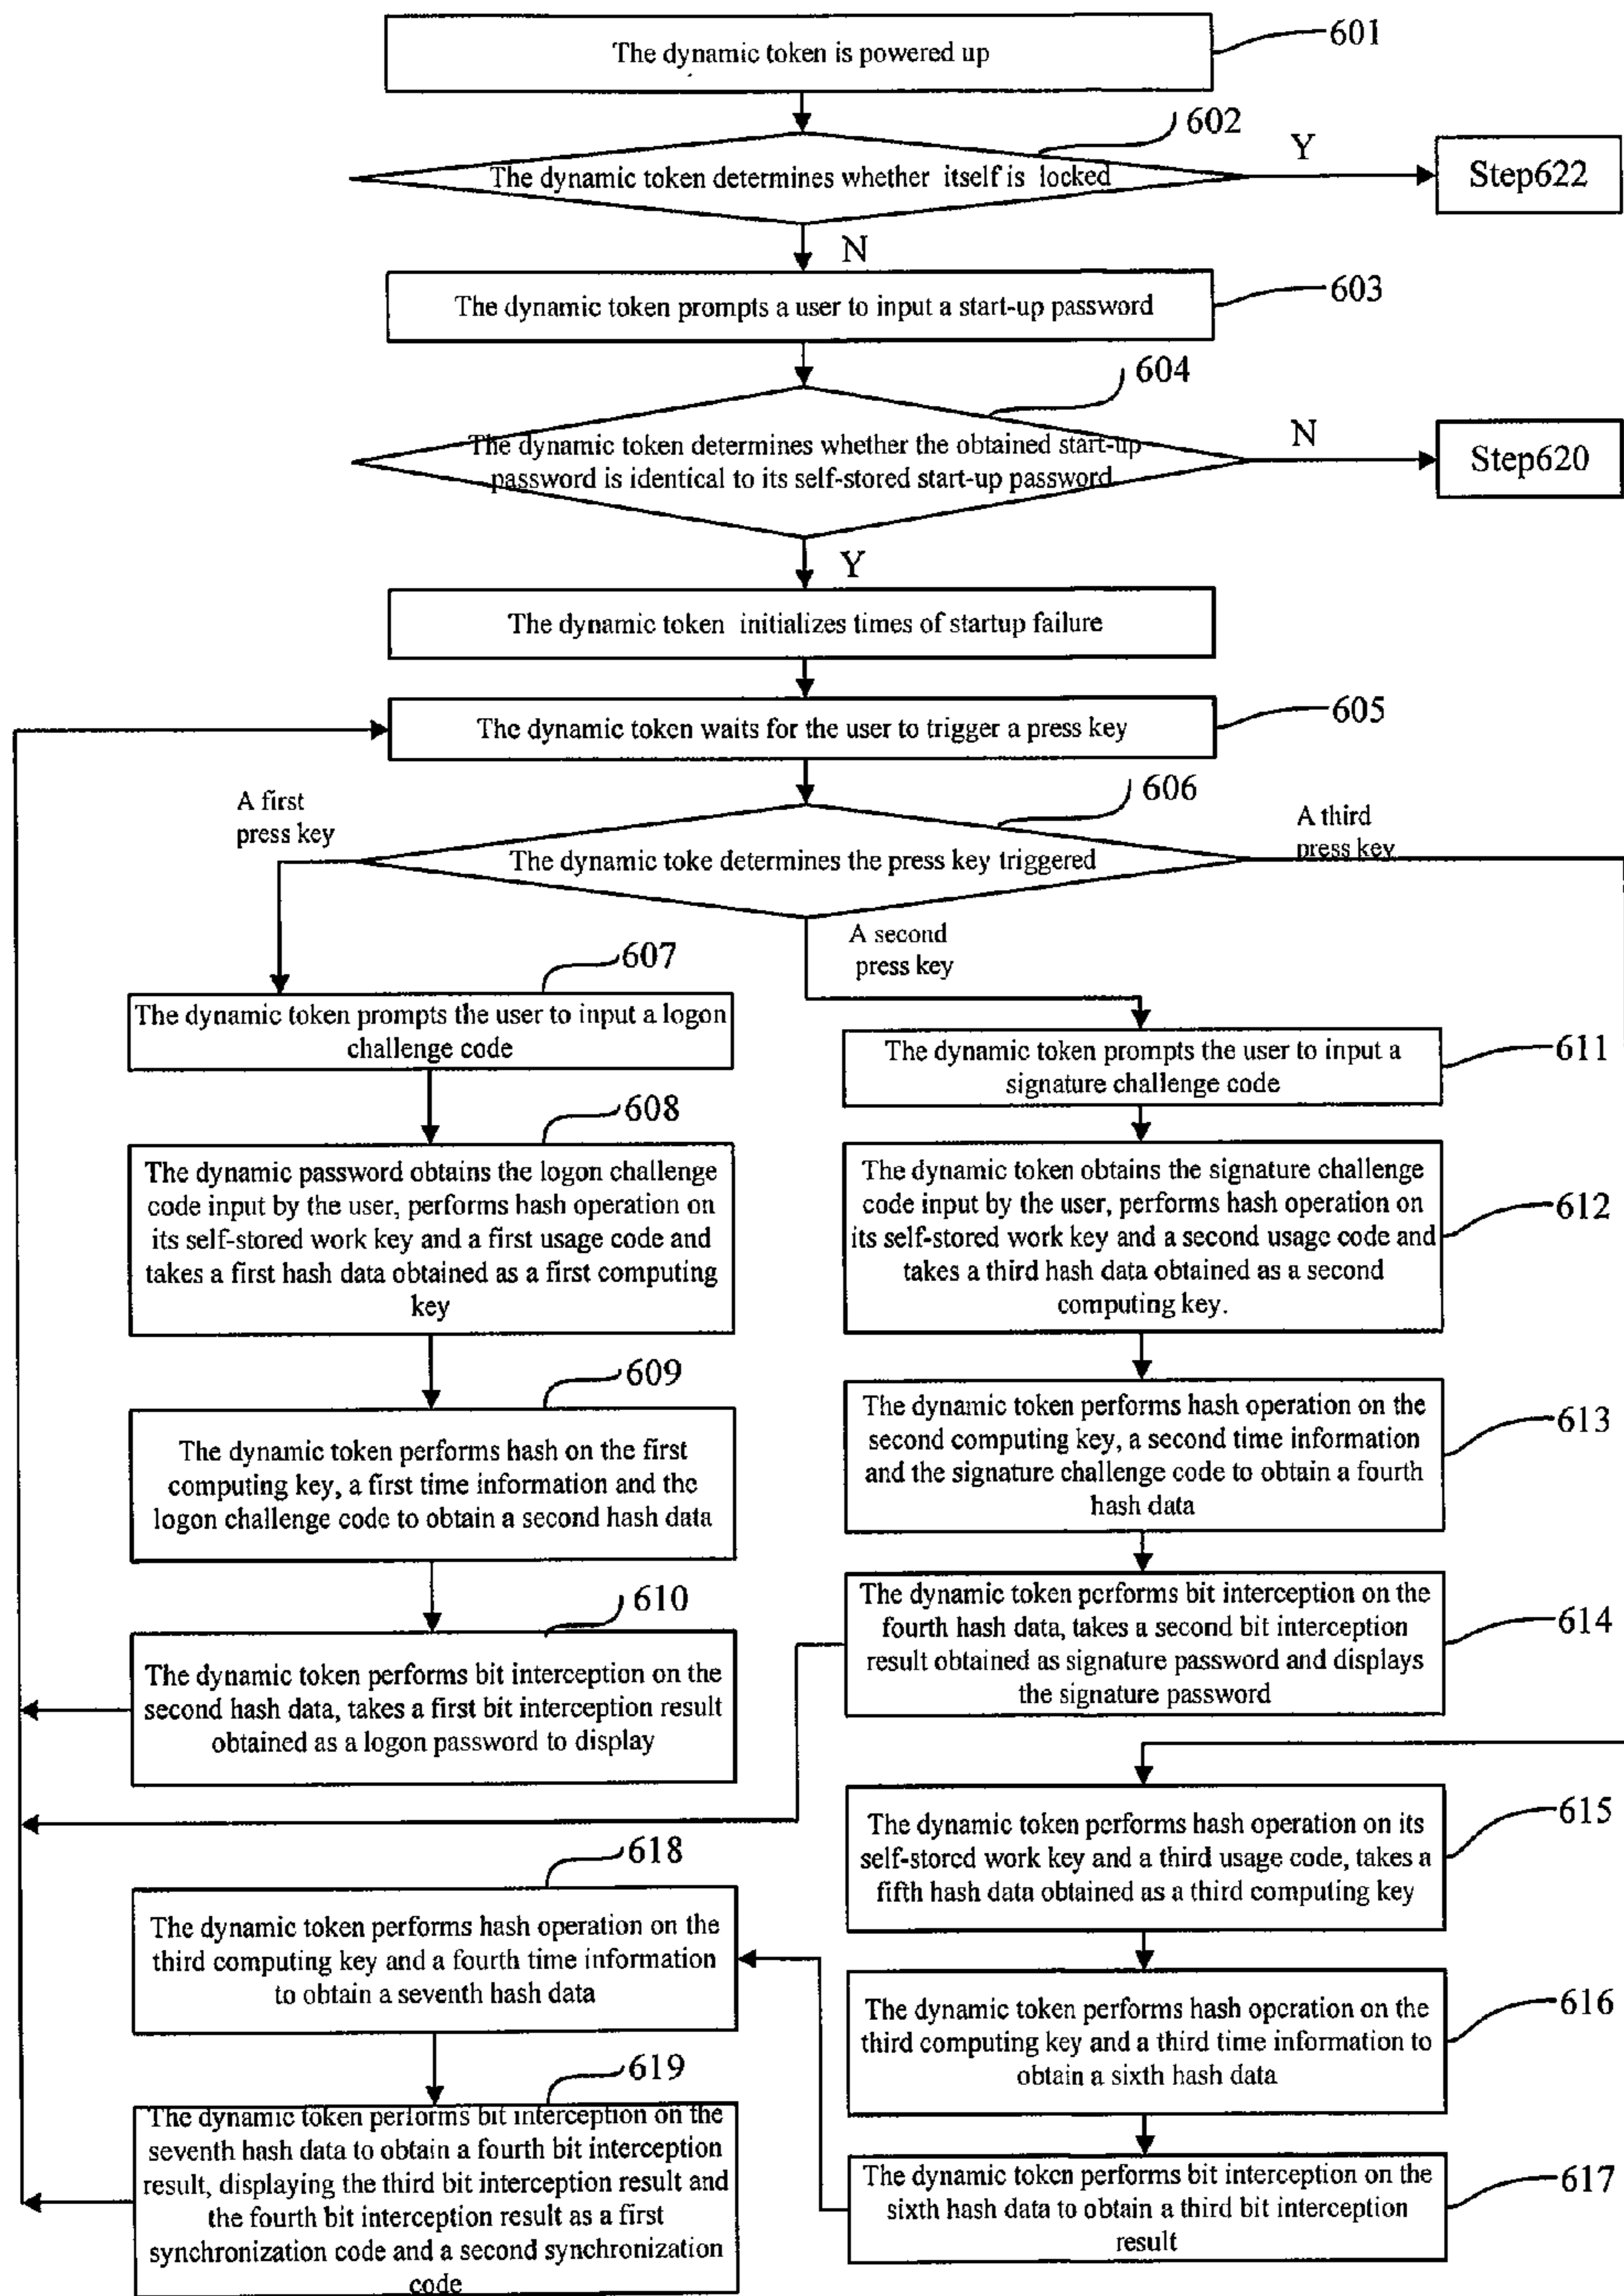 601
The dynamic token is powered up
602
Y
The dynamic token determines whether itself is locked
Step622
N
603
The dynamic token prompts a user to input a start-up password
604
N
The dynamic token determines whether the obtained start-up
password is identical to its self-stored start-up password
Step620
Y
The dynamic token initializes times of startup failure
605
The dynamic token waits for the user to trigger a press key
606
A first
press key
A third
press key
The dynamic toke determines the press key triggered
A second
press key
607
The dynamic token prompts the user to input a logon
challenge code
608
The dynamic password obtains the logon challenge
code input by the user, performs hash operation on
its self-stored work key and a first usage code and
takes a first hash data obtained as a first computing
key
609
The dynamic token performs hash on the first
computing key, a first time information and the
logon challenge code to obtain a second hash data
610
The dynamic token performs bit interception on the
second hash data, takes a first bit interception result
obtained as a logon password to display
611
The dynamic token prompts the user to input a
signature challenge code
612
The dynamic token obtains the signature challenge
code input by the user, performs hash operation on
its self-stored work key and a second usage code and
takes a third hash data obtained as a second
computing key.
613
The dynamic token performs hash operation on the
second computing key, a second time information
and the signature challenge code to obtain a fourth
hash data
614
The dynamic token performs bit interception on the
fourth hash data, takes a second bit interception
result obtained as signature password and displays
the signature password
615
The dynamic token performs hash operation on its
self-stored work key and a third usage code, takes a
fifth hash data obtained as a third computing key
616
The dynamic token performs hash operation on the
third computing key and a third time information to
obtain a sixth hash data
617
The dynamic token performs bit interception on the
sixth hash data to obtain a third bit interception
result
618
The dynamic token performs hash operation on the
third computing key and a fourth time information
to obtain a seventh hash data
619
The dynamic token performs bit interception on the
seventh hash data to obtain a fourth bit interception
result, displaying the third bit interception result and
the fourth bit interception result as a first
synchronization code and a second synchronization
code